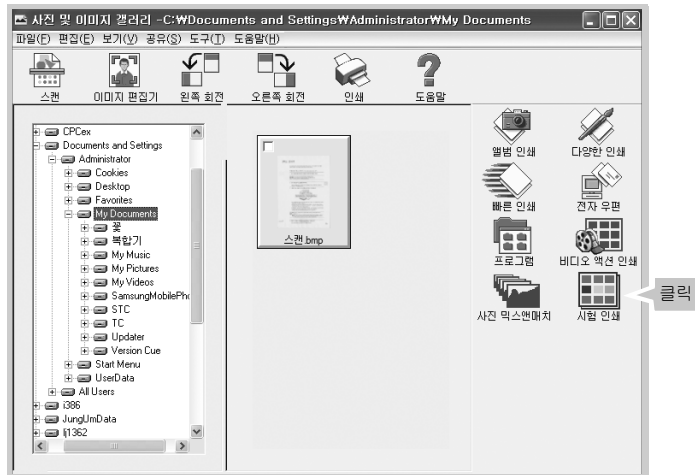 사진 및 이미지 갤러리 -C:￦Documents and Settings￦Administrator￦My Documents
파일(F) 편집(E) 보기(V) 공유(S) 도구(T) 도움말(H)
스캔 이미지 편집기 왼쪽 회전 오른쪽 회전 인쇄 도움말
CPCex
Documents and Settings
Administrator
Cookies
Desktop
Favorites
My Documents
꽃
복합기
My Music
My Pictures
My Videos
SamsungMobilePho
STC
TC
Updater
Version Cue
Start Menu
UserData
All Users
i386
JungUmData
lj1362
스캔.bmp
앨범 인쇄 다양한 인쇄
빠른 인쇄 전자 우편
프로그램 비디오 액션 인쇄
사진 믹스앤매치 시험 인쇄
클릭